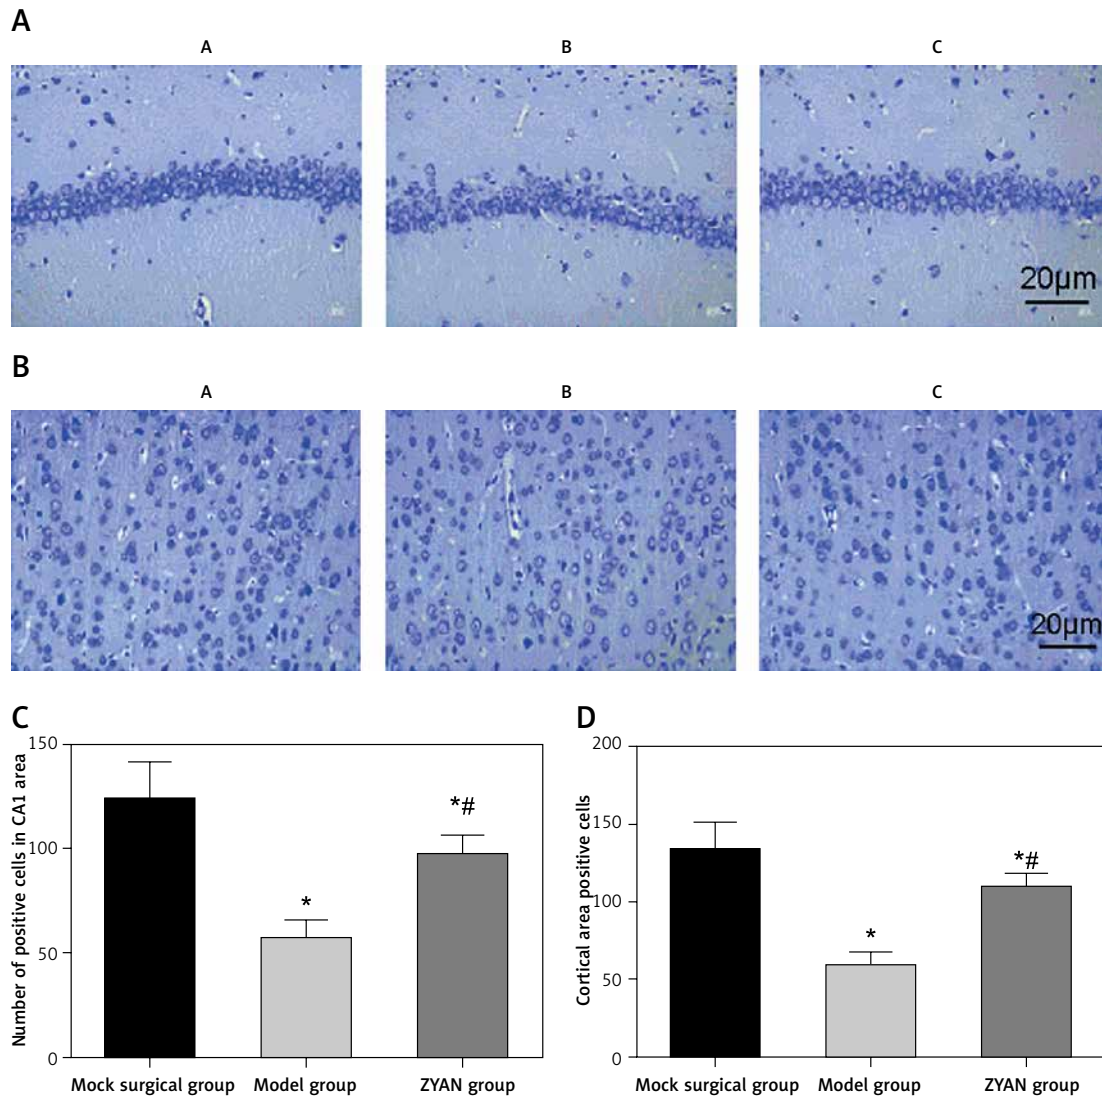 A
A B C
20µm
B
A B C
20µm
C
150
100
50
0
Number of positive cells in CA1 area
*
*#
Mock surgical group Model group ZYAN group
D
200
150
100
50
0
Cortical area positive cells
*
*#
Mock surgical group Model group ZYAN group